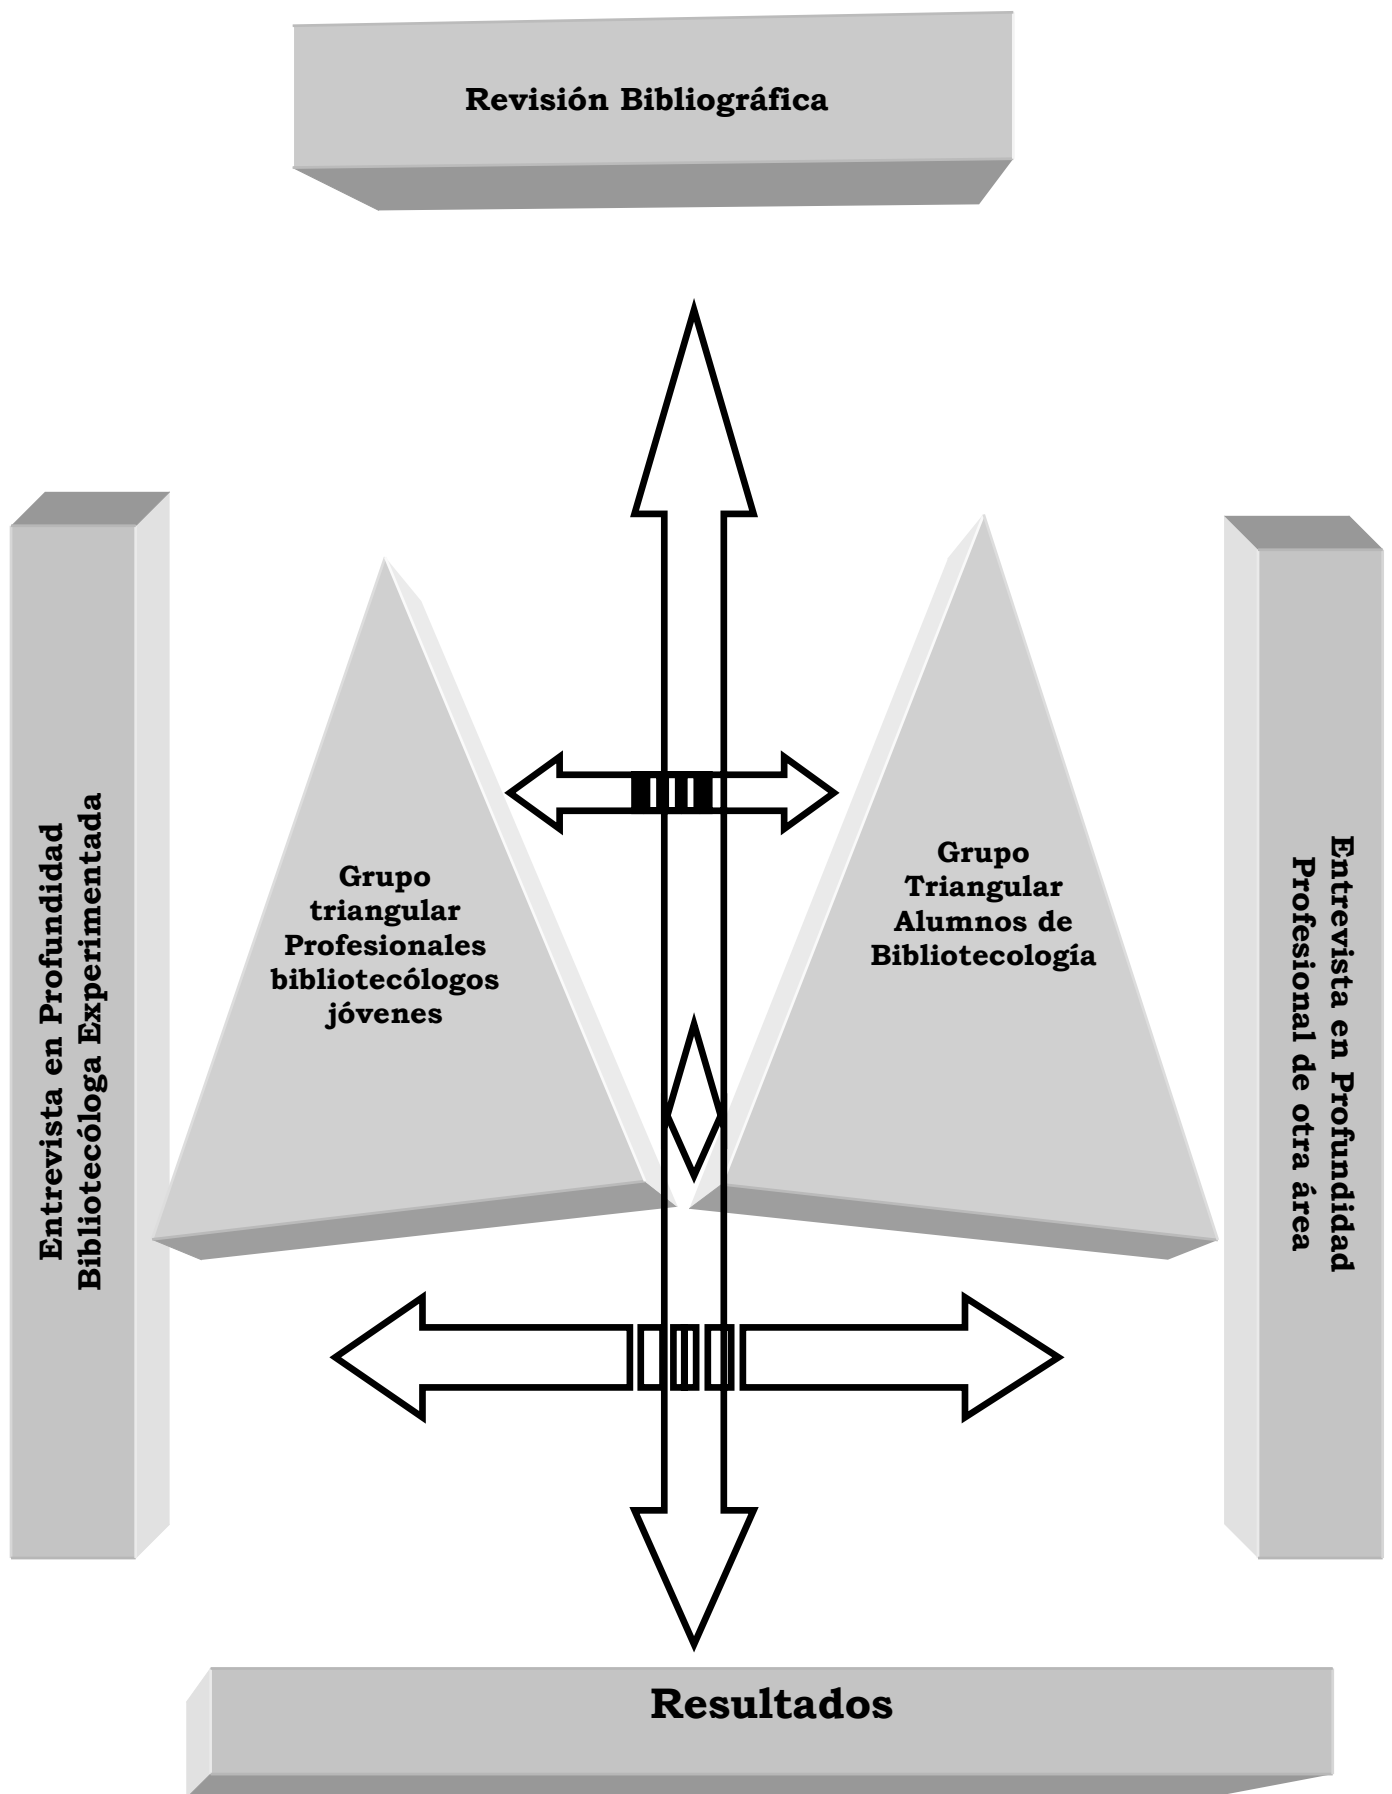 Revisión Bibliográfica
Entrevista en Profundidad
Bibliotecóloga Experimentada
Grupo
triangular
Profesionales
bibliotecólogos
jóvenes
Grupo
Triangular
Alumnos de
Bibliotecología
Entrevista en Profundidad
Profesional de otra área
Resultados